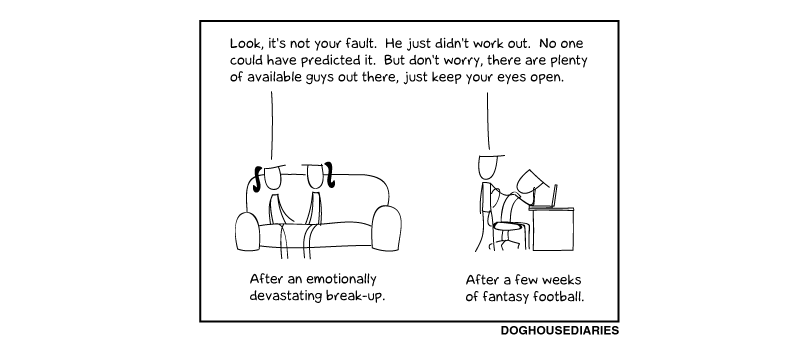 Look, it's not your fault. He just didn't work out. No one
could have predicted it. But don't worry, there are plenty
of available guys out there, just keep your eyes open.
After an emotionally
devastating break-up.
After a few weeks
of fantasy football.
DOGHOUSEDIARIES